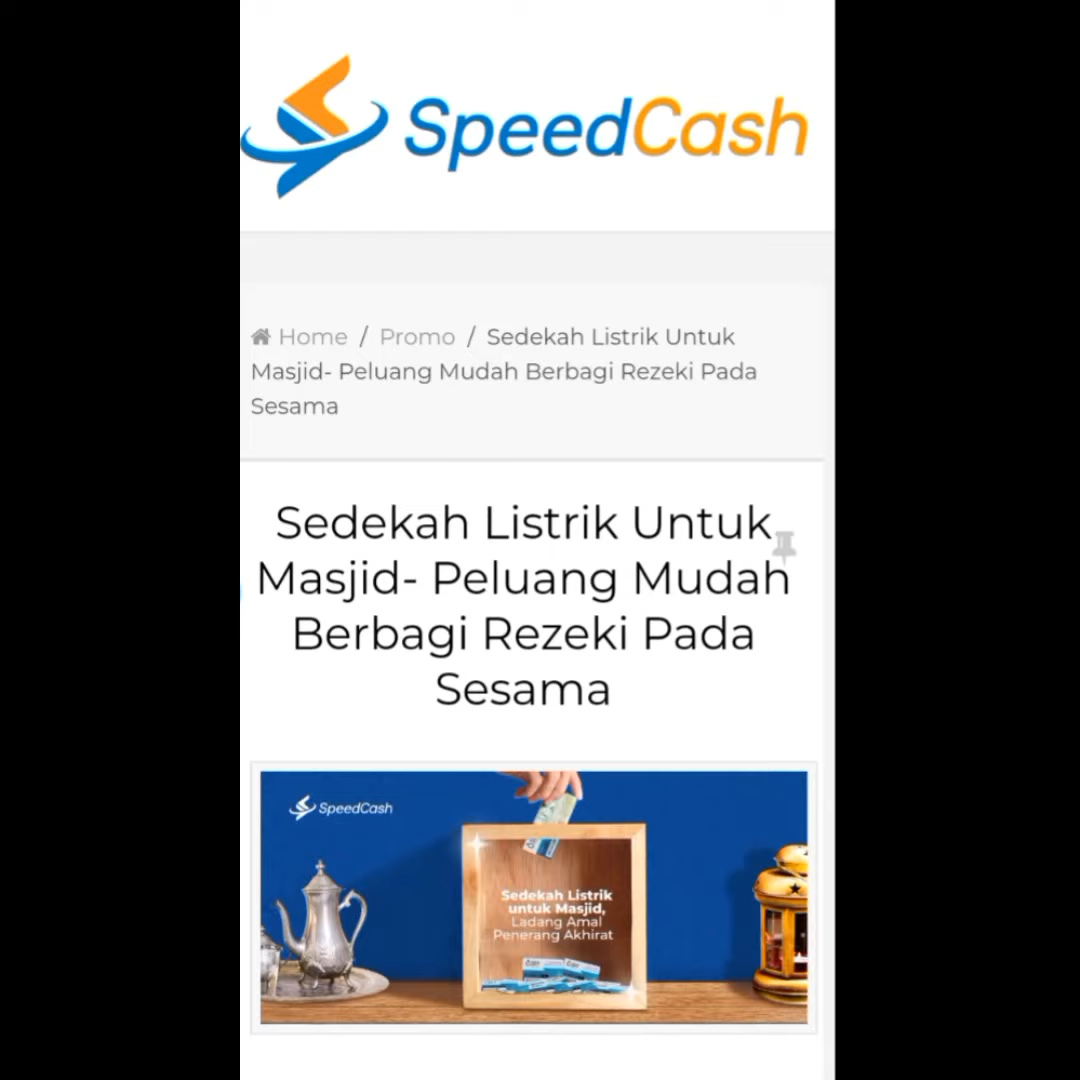 SpeedCash
Home / Promo / Sedekah Listrik Untuk
Masjid- Peluang Mudah Berbagi Rezeki Pada
Sesama
Sedekah Listrik Untuk
Masjid- Peluang Mudah
Berbagi Rezeki Pada
Sesama
SpeedCash
Sedekah Listrik
untuk Masjid,
Ladang Amal
Penerang Akhirat